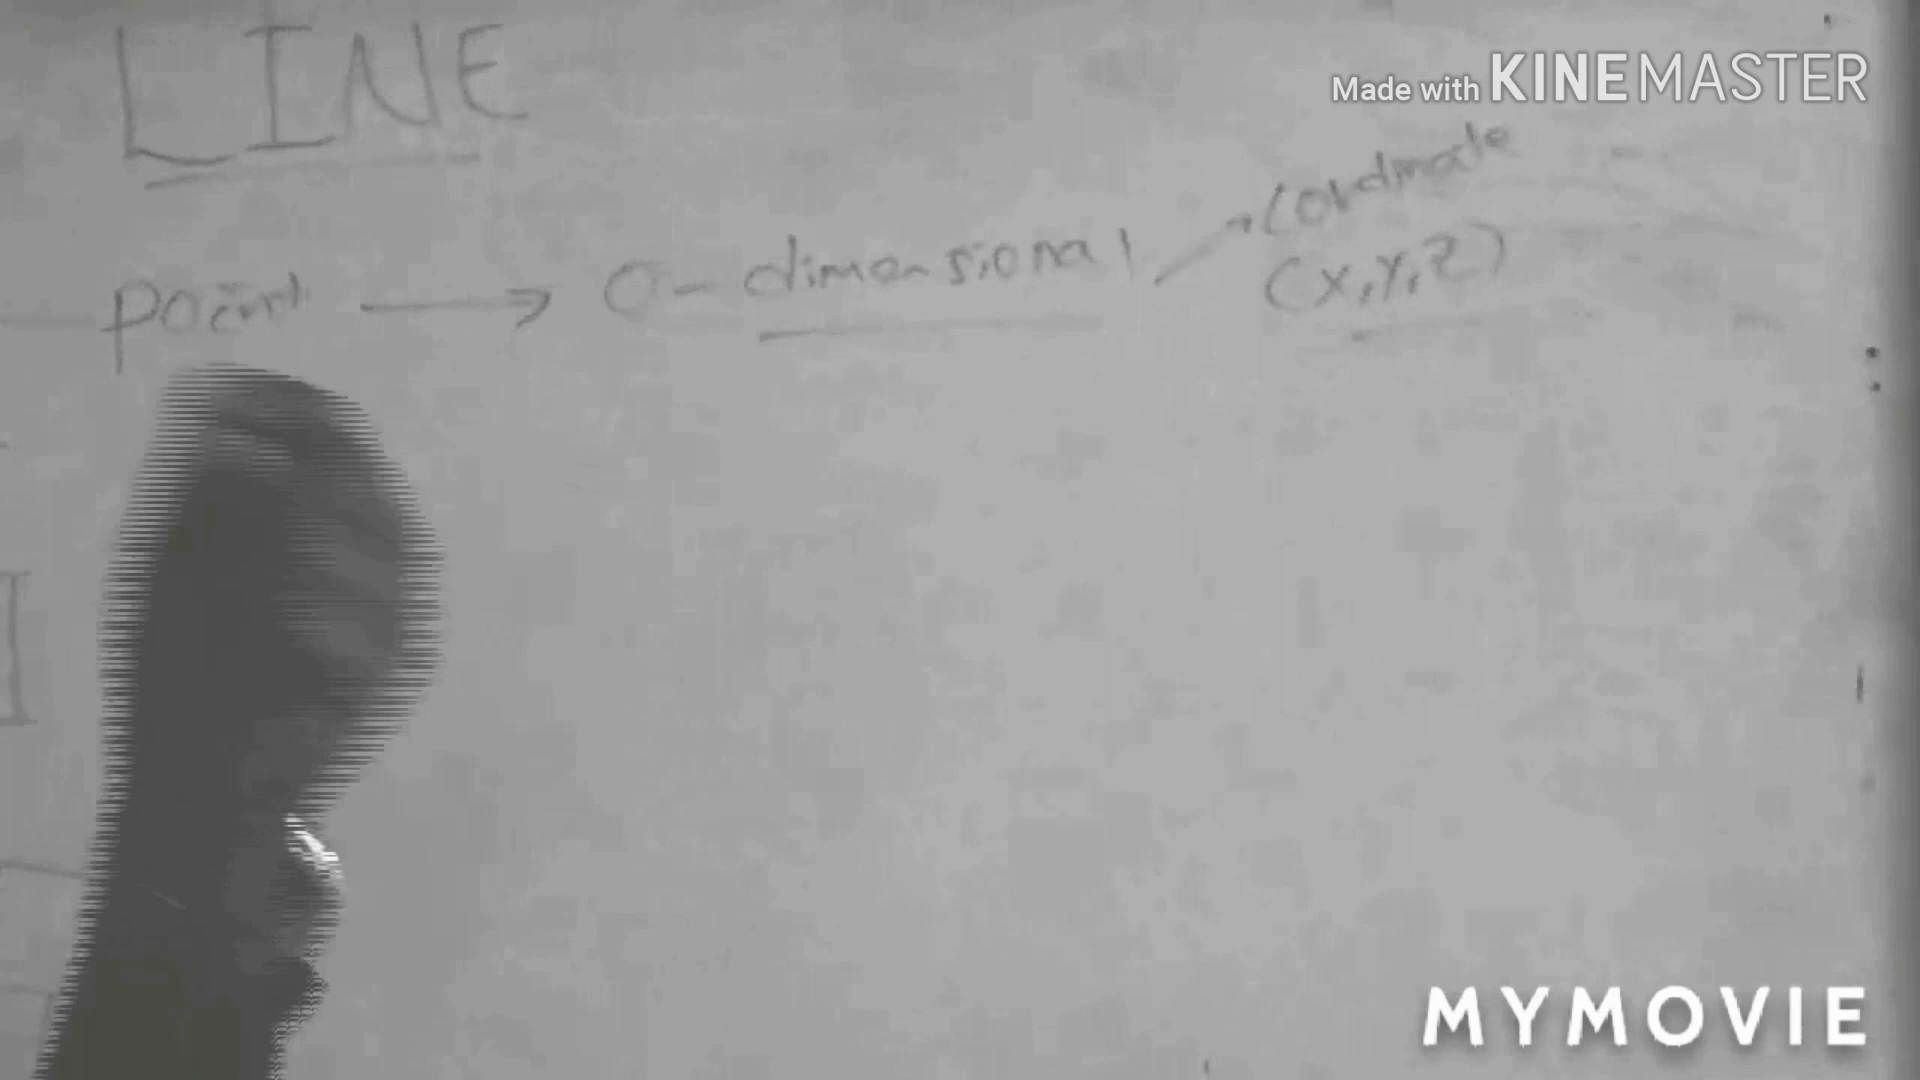 LINE
Made with KINEMASTER
point → 0-dimensional
Cordinate
(x,y,z)
MYMOVIE